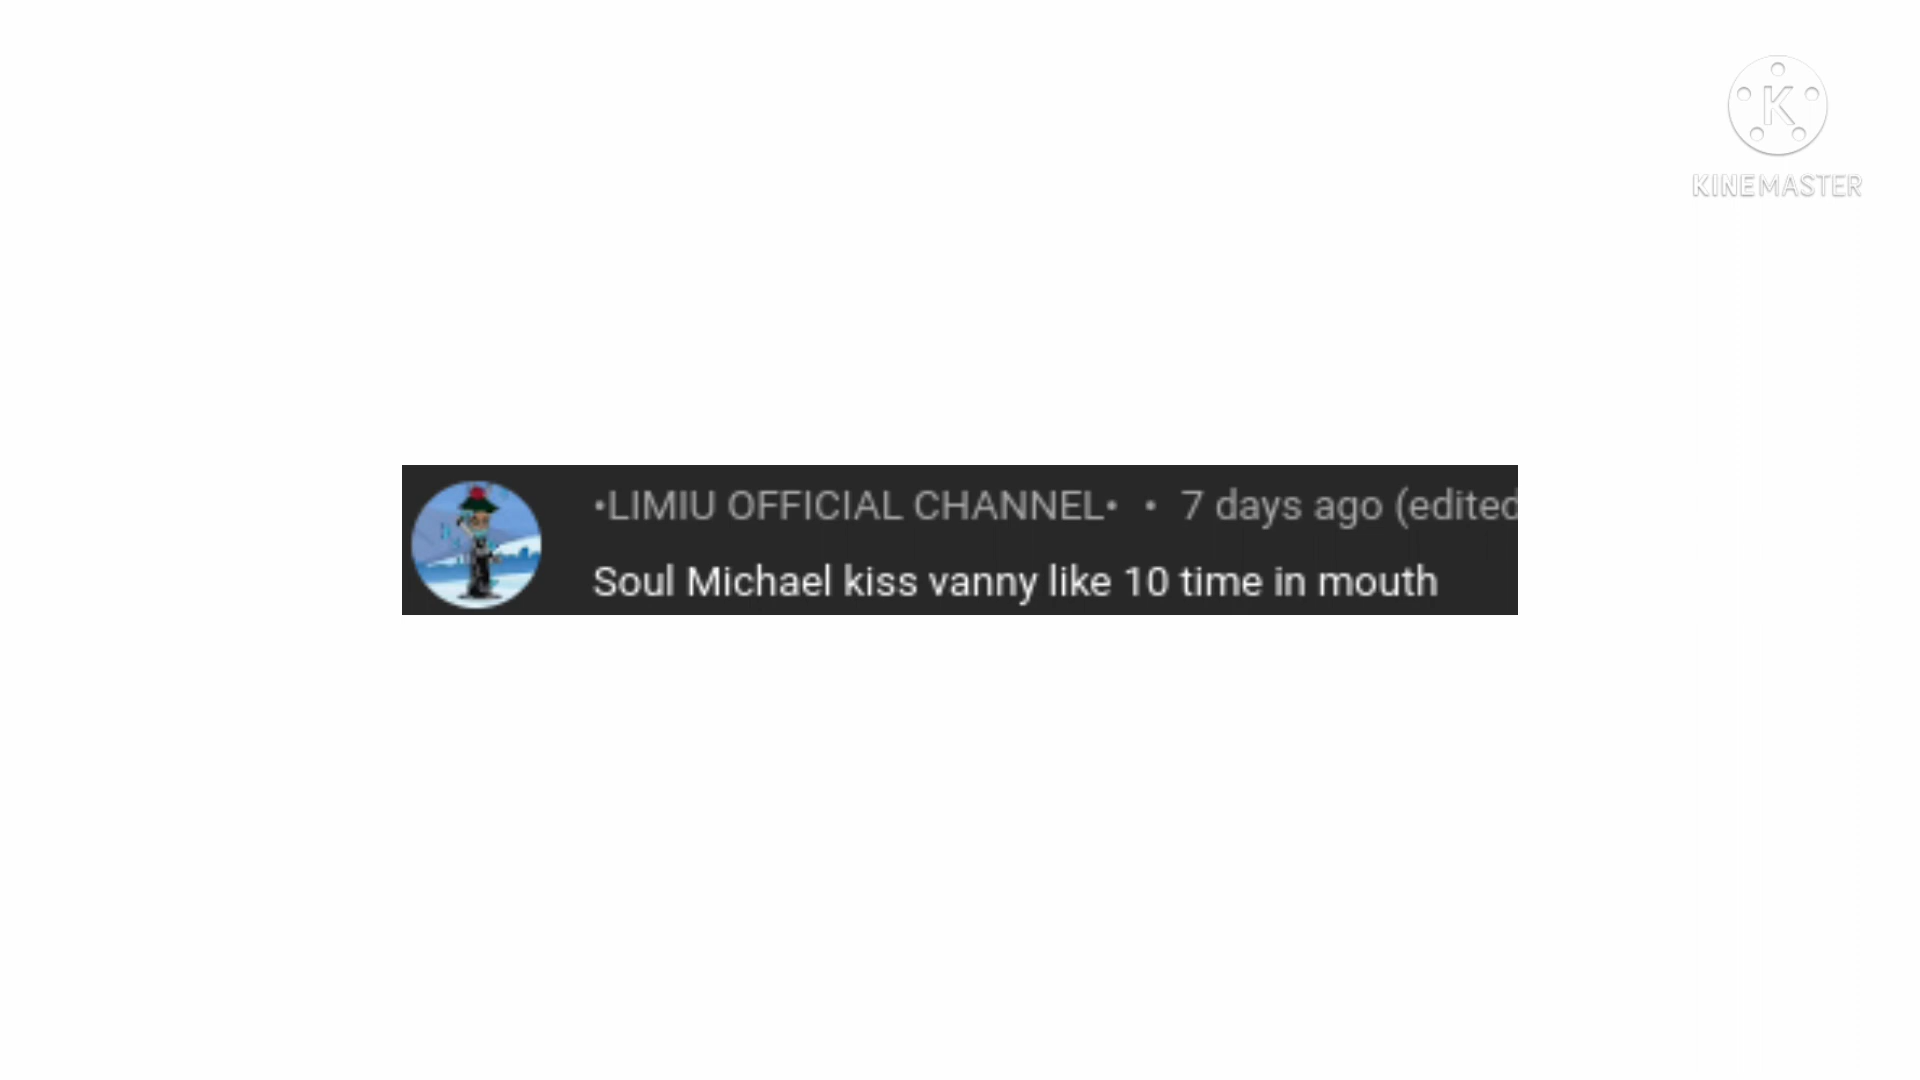 K
KINEMASTER
•LIMIU OFFICIAL CHANNEL• • 7 days ago (edited
Soul Michael kiss vanny like 10 time in mouth